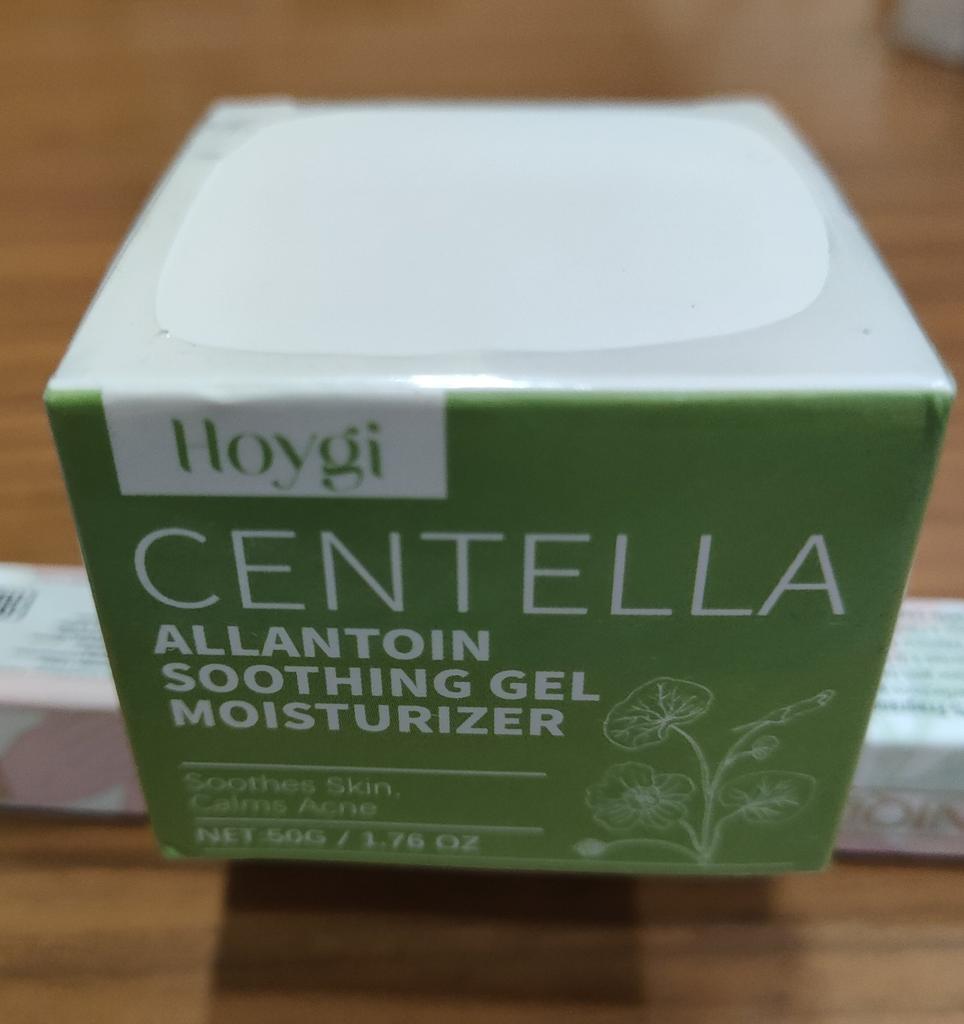 Hoygi
CENTELLA
ALLANTOIN
SOOTHING GEL
MOISTURIZER
Soothes Skin,
Calms Acne
NET 50G / 1.76 OZ